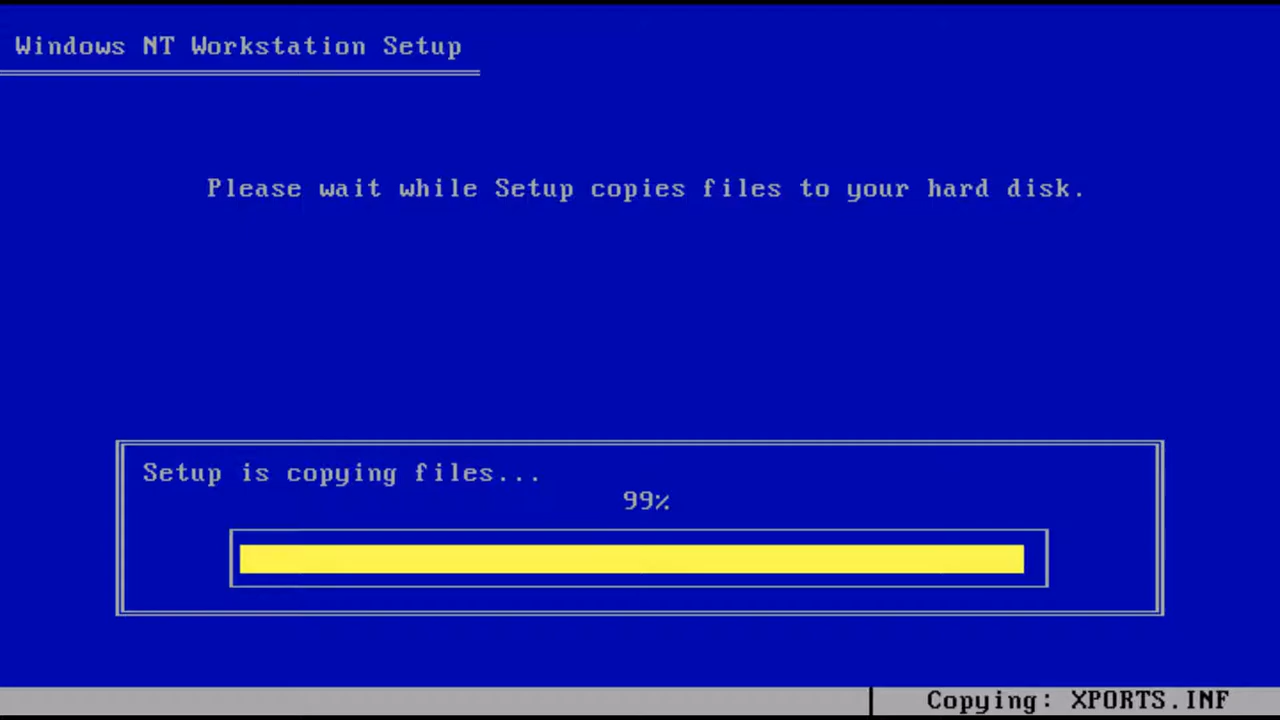 Windows NT Workstation Setup
Please wait while Setup copies files to your hard disk.
Setup is copying files...
99%
Copying: XPORTS.INF